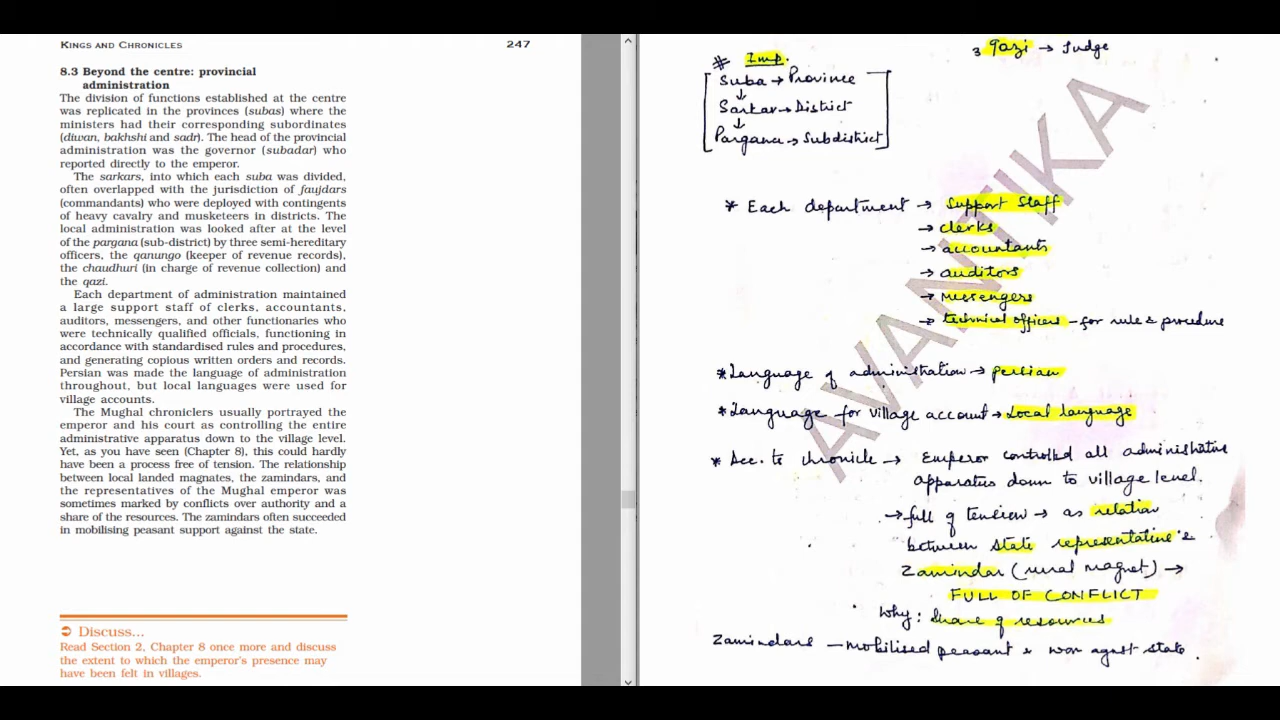 KINGS AND CHRONICLES 247
8.3 Beyond the centre: provincial
administration
The division of functions established at the centre
was replicated in the provinces (subas) where the
ministers had their corresponding subordinates
(diwan, bakhshi and sadr). The head of the provincial
administration was the governor (subadar) who
reported directly to the emperor.
The sarkars, into which each suba was divided,
often overlapped with the jurisdiction of faujdars
(commandants) who were deployed with contingents
of heavy cavalry and musketeers in districts. The
local administration was looked after at the level
of the pargana (sub-district) by three semi-hereditary
officers, the qanungo (keeper of revenue records),
the chaudhuri (in charge of revenue collection) and
the qazi.
Each department of administration maintained
a large support staff of clerks, accountants,
auditors, messengers, and other functionaries who
were technically qualified officials, functioning in
accordance with standardised rules and procedures,
and generating copious written orders and records.
Persian was made the language of administration
throughout, but local languages were used for
village accounts.
The Mughal chroniclers usually portrayed the
emperor and his court as controlling the entire
administrative apparatus down to the village level.
Yet, as you have seen (Chapter 8), this could hardly
have been a process free of tension. The relationship
between local landed magnates, the zamindars, and
the representatives of the Mughal emperor was
sometimes marked by conflicts over authority and a
share of the resources. The zamindars often succeeded
in mobilising peasant support against the state.
Discuss...
Read Section 2, Chapter 8 once more and discuss
the extent to which the emperor's presence may
have been felt in villages.
3 qazi → Judge
* Imp.
Suba → Province
↓
Sarkar → District
↓
Pargana → Subdistrict
* Each department → Support Staff
→ clerks
→ accountants
→ auditors
→ Messengers
→ technical officers – for rule & procedure
* Language of administration → persian
* Language for village account → Local language
* Acc. to chronicle → Emperor controlled all administrative
apparatus down to village level.
→ full of tension → as relation
between state representative &
Zamindar (rural magnet) →
FULL OF CONFLICT
Why: Share of resources
Zamindars – mobilised peasant & won agnst state.
AVANTIKA